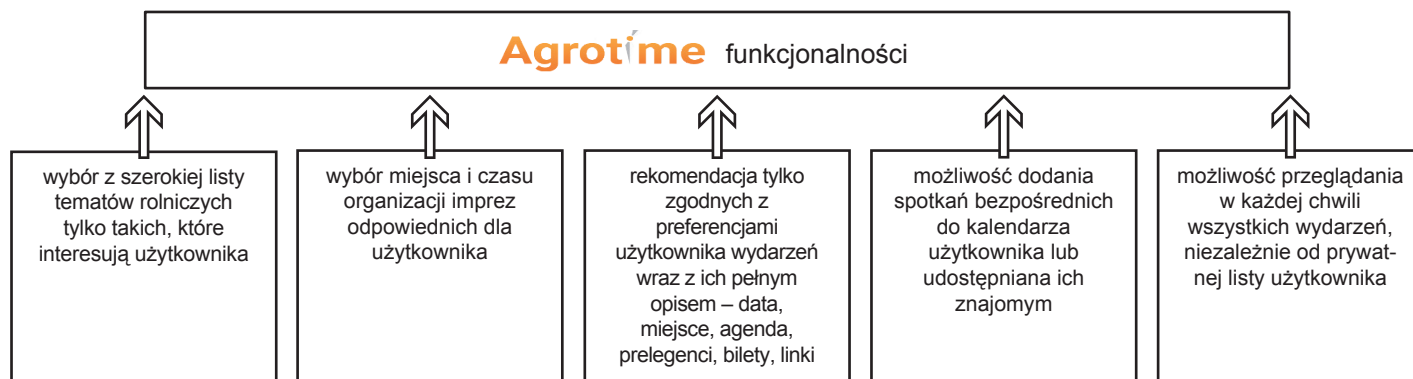 Agrotime funkcjonalności
wybór z szerokiej listy
tematów rolniczych
tylko takich, które
interesują użytkownika
wybór miejsca i czasu
organizacji imprez
odpowiednich dla
użytkownika
rekomendacja tylko
zgodnych z
preferencjami
użytkownika wydarzeń
wraz z ich pełnym
opisem – data,
miejsce, agenda,
prelegenci, bilety, linki
możliwość dodania
spotkań bezpośrednich
do kalendarza
użytkownika lub
udostępniana ich
znajomym
możliwość przeglądania
w każdej chwili
wszystkich wydarzeń,
niezależnie od prywat-
nej listy użytkownika